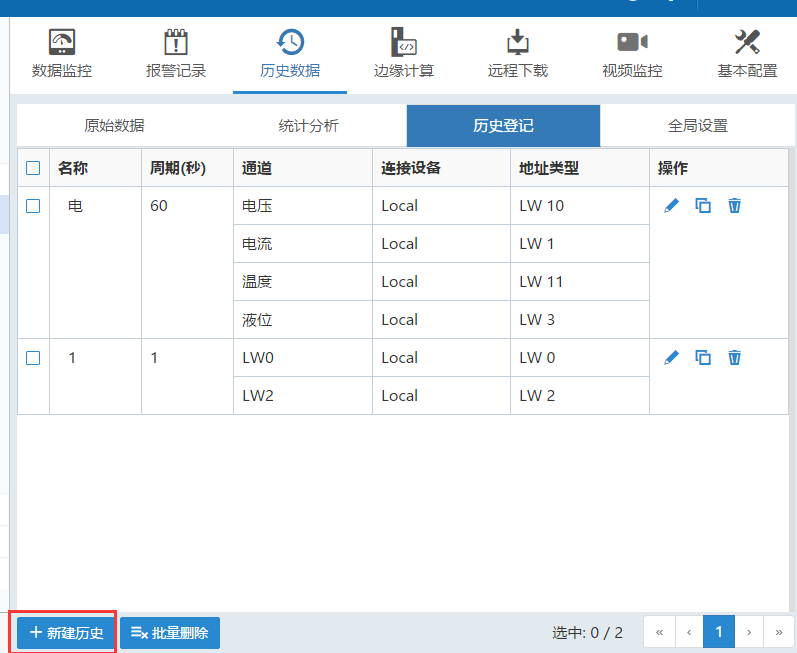 数据监控 报警记录 历史数据 边缘计算 远程下载 视频监控 基本配置
原始数据 统计分析 历史登记 全局设置
名称 周期(秒) 通道 连接设备 地址类型 操作
电 60 电压 Local LW 10
电流 Local LW 1
温度 Local LW 11
液位 Local LW 3
1 1 LW0 Local LW 0
LW2 Local LW 2
新建历史 批量删除 选中: 0 / 2 « ‹ 1 › »